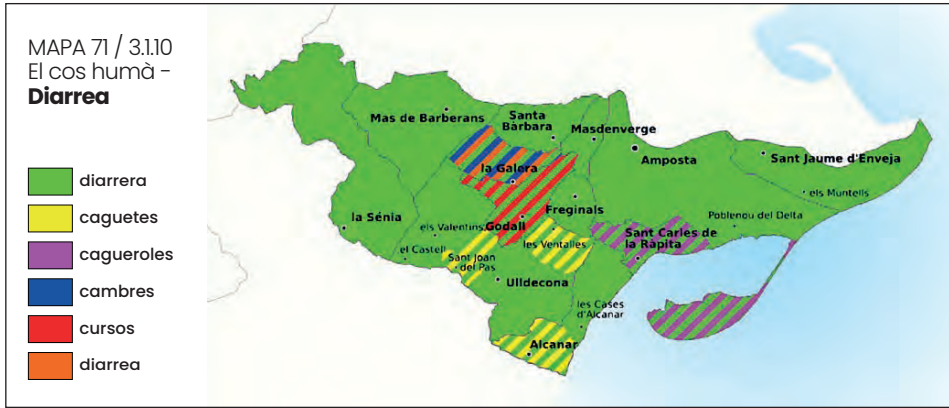 MAPA 71 / 3.1.10
El cos humà -
Diarrea
diarrera
caguetes
cagueroles
cambres
cursos
diarrea
Mas de Barberans
Santa
Bàrbara
Masdenverge
Amposta
Sant Jaume d'Enveja
la Galera
els Muntells
Freginals
la Sénia
els Valentins
Godall
Poblenou del Delta
Sant Carles de
la Ràpita
les Ventalles
el Castell
Sant Joan
del Pas
Ulldecona
les Cases
d'Alcanar
Alcanar